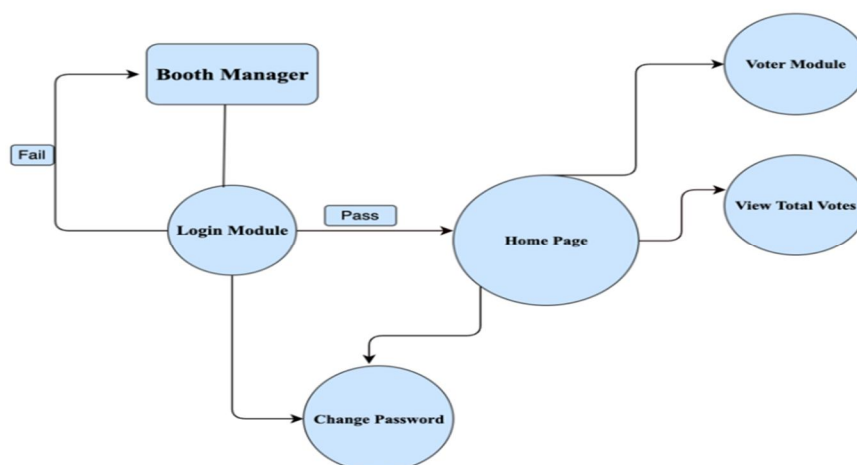 Booth Manager
Voter Module
Fail
View Total Votes
Pass
Login Module
Home Page
Change Password